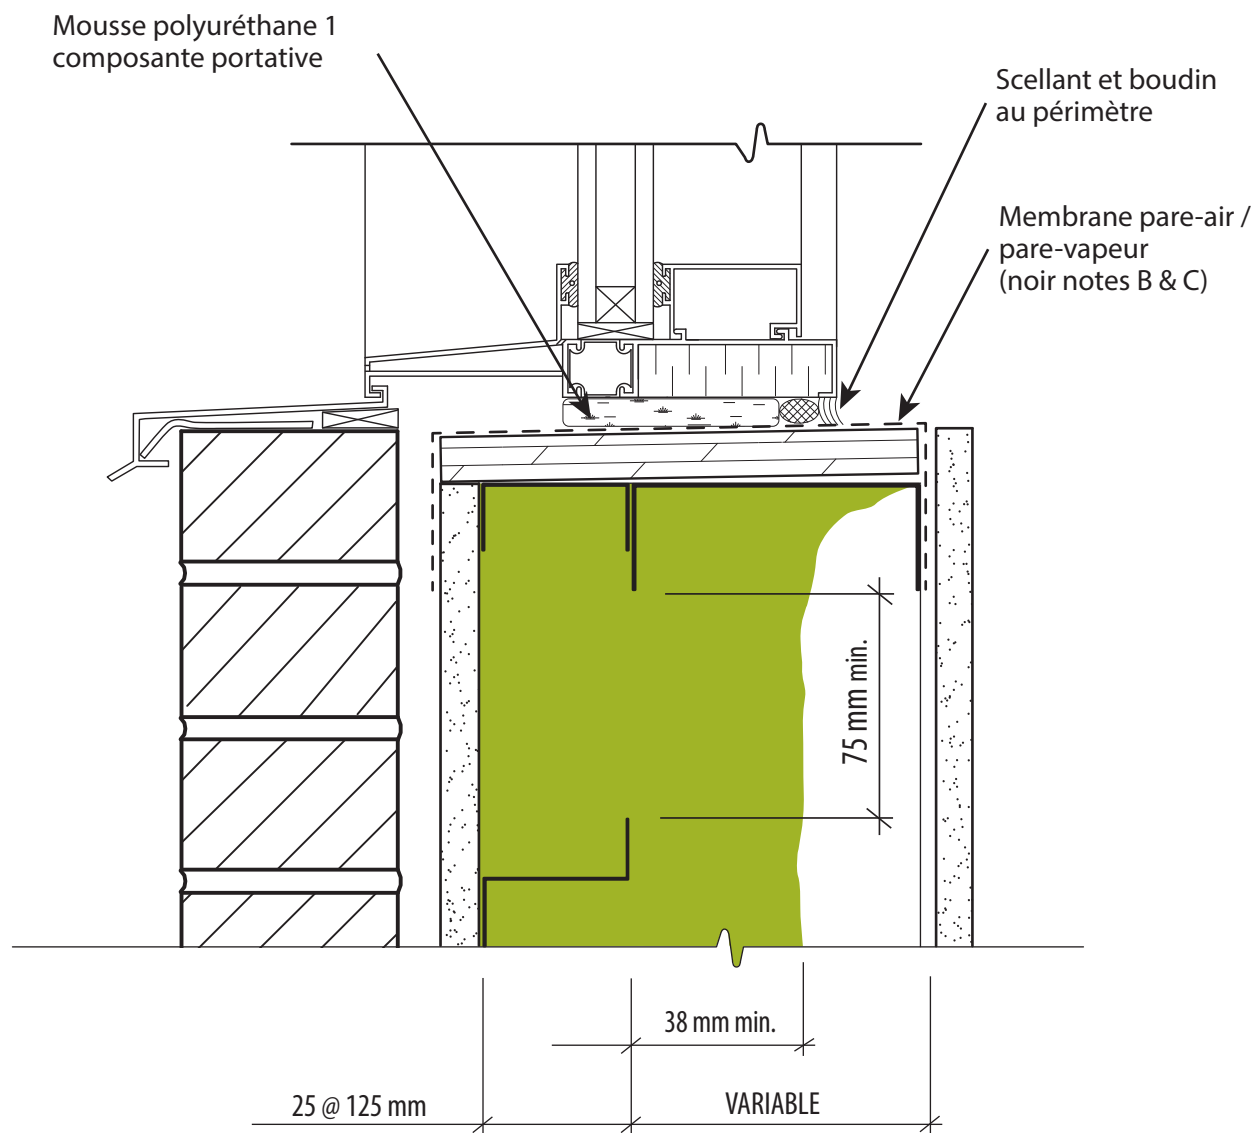 Mousse polyuréthane 1
composante portative
Scellant et boudin
au périmètre
Membrane pare-air /
pare-vapeur
(noir notes B & C)
75 mm min.
38 mm min.
25 @ 125 mm
VARIABLE